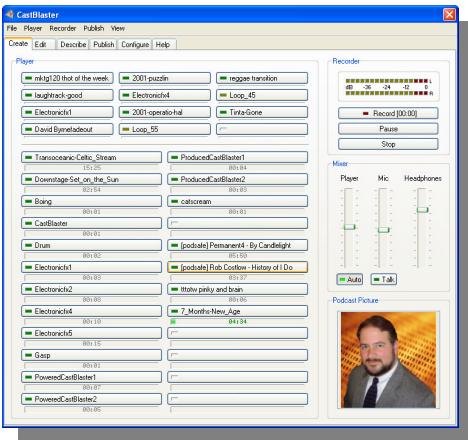 CastBlaster
File Player Recorder Publish View
Create Edit Describe Publish Configure Help
Player
mktg120 thot of the week 2001-puzzlin reggae transition
laughtrack-good Electronicfx4 Loop_45
Electronicfx1 2001-operatio-hal Tinta-Gone
David Byrnefadeout Loop_55
Transoceanic-Celtic_Stream ProducedCastBlaster1
15:25 00:04
Downstage-Set_on_the_Sun ProducedCastBlaster2
02:54 00:03
Boing catscream
00:01 00:01
CastBlaster
00:01
Drum [podsafe] Permanent4 - By Candlelight
00:02 05:50
Electronicfx1 [podsafe] Rob Costlow - History of I Do
00:03 03:37
Electronicfx2 tttotw pinky and brain
00:08 00:06
Electronicfx4 7_Months-New_Age
00:10 04:34
Electronicfx5
00:15
Gasp
00:01
PoweredCastBlaster1
00:07
PoweredCastBlaster2
00:05
Recorder
L
dB -36 -24 -12 0
R
Record [00:00]
Pause
Stop
Mixer
Player Mic Headphones
Auto Talk
Podcast Picture